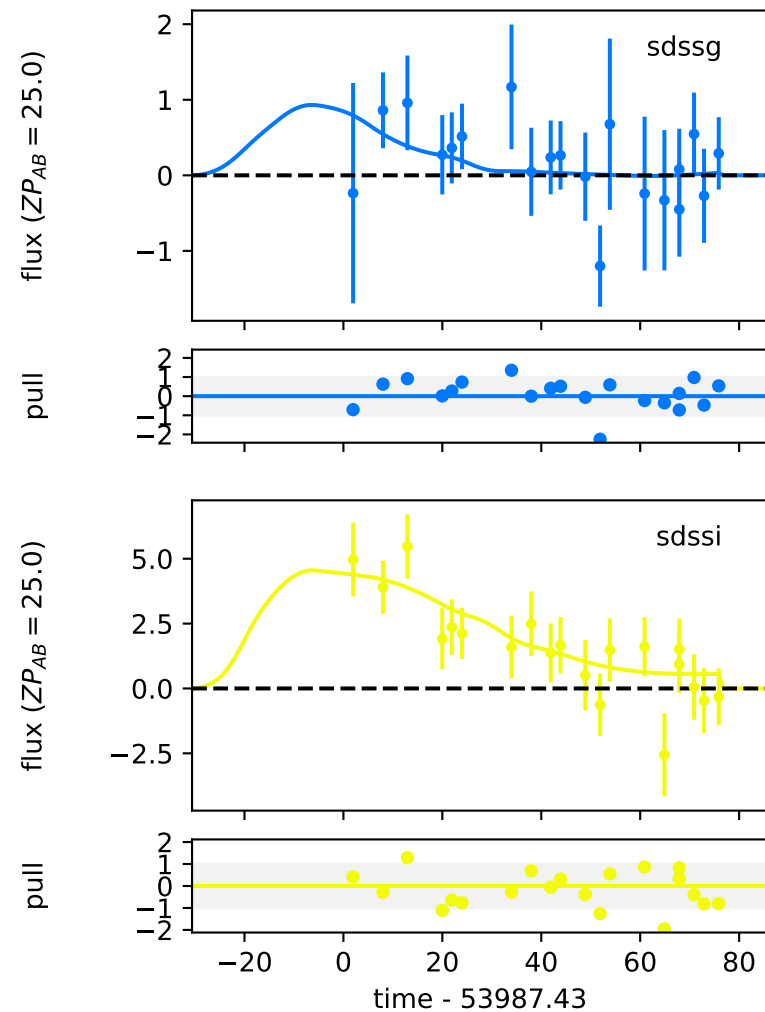 sdssg
flux (ZP_AB = 25.0)
2
1
0
−1
pull
2
1
0
−1
−2
sdssi
flux (ZP_AB = 25.0)
5.0
2.5
0.0
−2.5
pull
2
1
0
−1
−2
−20 0 20 40 60 80
time - 53987.43